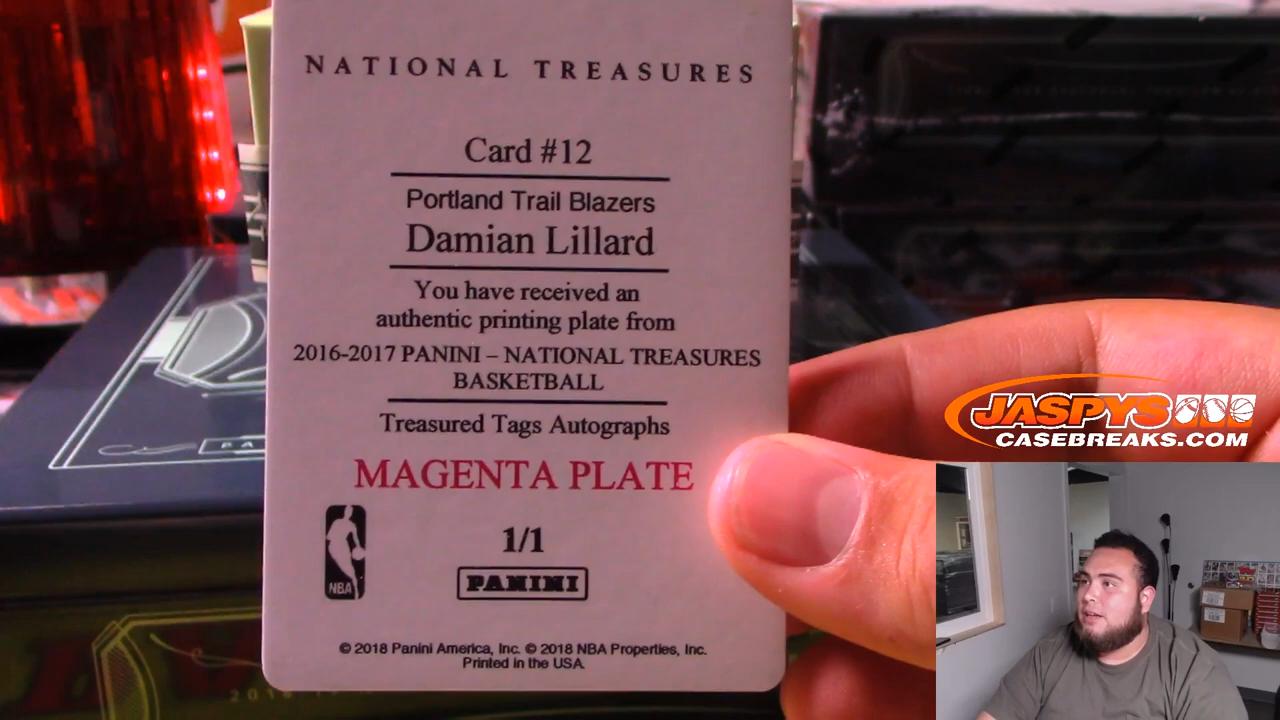 NATIONAL TREASURES
Card #12
Portland Trail Blazers
Damian Lillard
You have received an
authentic printing plate from
2016-2017 PANINI – NATIONAL TREASURES
BASKETBALL
Treasured Tags Autographs
MAGENTA PLATE
NBA
1/1
PANINI
© 2018 Panini America, Inc. © 2018 NBA Properties, Inc.
Printed in the USA.
JASPYS
CASEBREAKS.COM